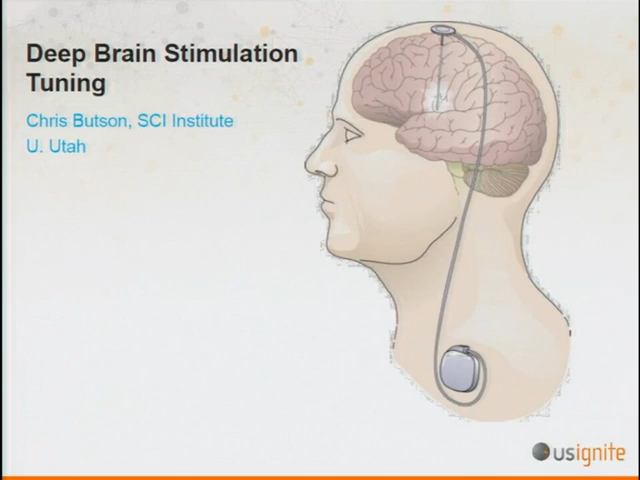 Deep Brain Stimulation
Tuning
Chris Butson, SCI Institute
U. Utah
usignite